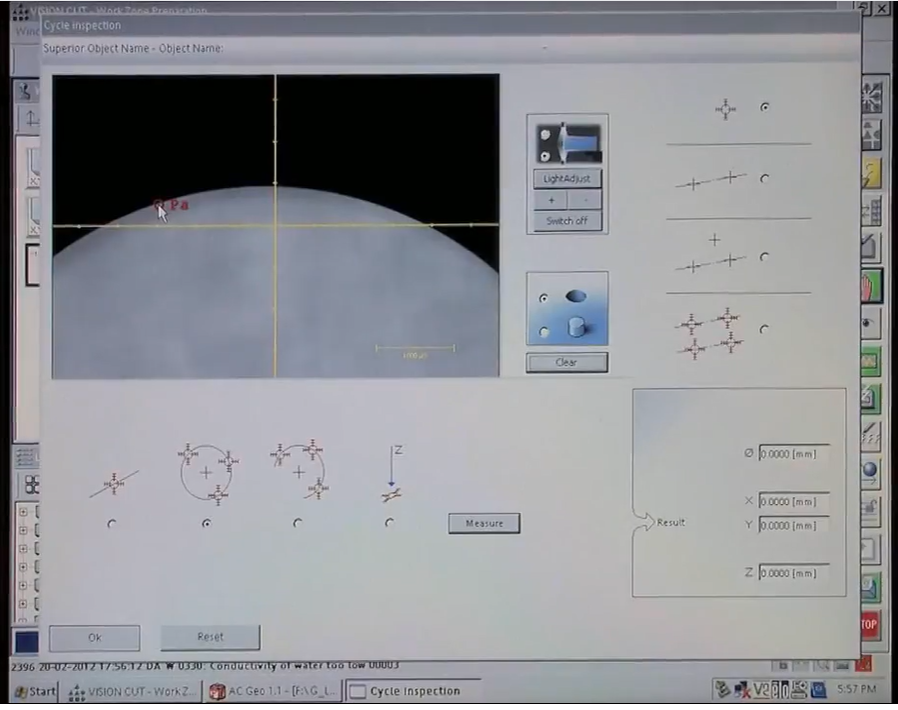 VISION CUT - Work Zone Preparation
Cycle inspection
Superior Object Name - Object Name:
Pa
LightAdjust
+ -
Switch off
Clear
Z
Measure
Ø 0.0000 [mm]
X 0.0000 [mm]
Result
Y 0.0000 [mm]
Z 0.0000 [mm]
Ok
Reset
TOP
2396 20-02-2012 17:56:12 DA W 0330: Conductivity of water too low 00003
Start
VISION CUT - Work Z...
AC Geo 1.1 - [F:\G_L...
Cycle Inspection
5:57 PM